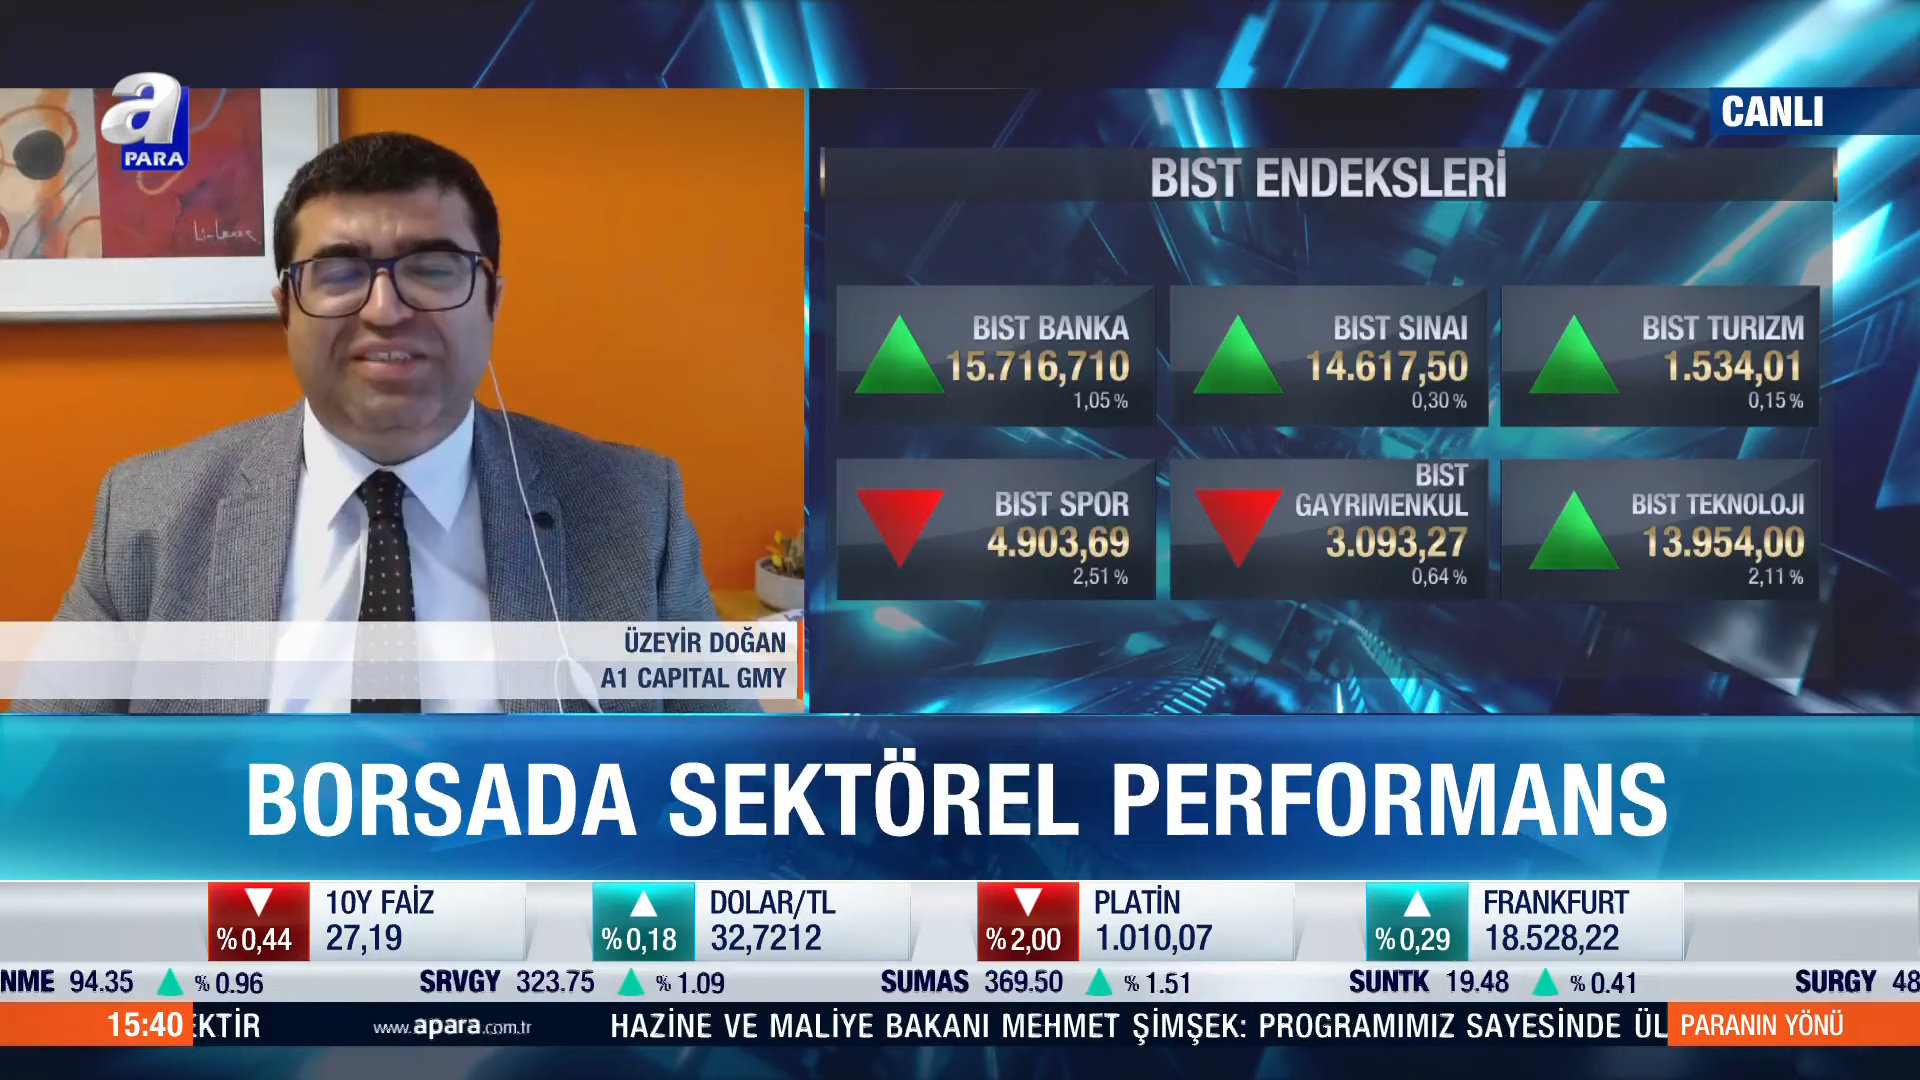 a
PARA
CANLI
BIST ENDEKSLERİ
BIST BANKA
15.716,710
1,05 %
BIST SINAI
14.617,50
0,30 %
BIST TURIZM
1.534,01
0,15 %
BIST SPOR
4.903,69
2,51 %
BIST
GAYRIMENKUL
3.093,27
0,64 %
BIST TEKNOLOJI
13.954,00
2,11 %
ÜZEYİR DOĞAN
A1 CAPITAL GMY
BORSADA SEKTÖREL PERFORMANS
%0,44 10Y FAİZ 27,19
%0,18 DOLAR/TL 32,7212
%2,00 PLATİN 1.010,07
%0,29 FRANKFURT 18.528,22
NME 94.35 % 0.96 SRVGY 323.75 % 1.09 SUMAS 369.50 % 1.51 SUNTK 19.48 % 0.41 SURGY 48
15:40 EKTİR www.apara.com.tr HAZİNE VE MALİYE BAKANI MEHMET ŞİMŞEK: PROGRAMIMIZ SAYESİNDE ÜL PARANIN YÖNÜ